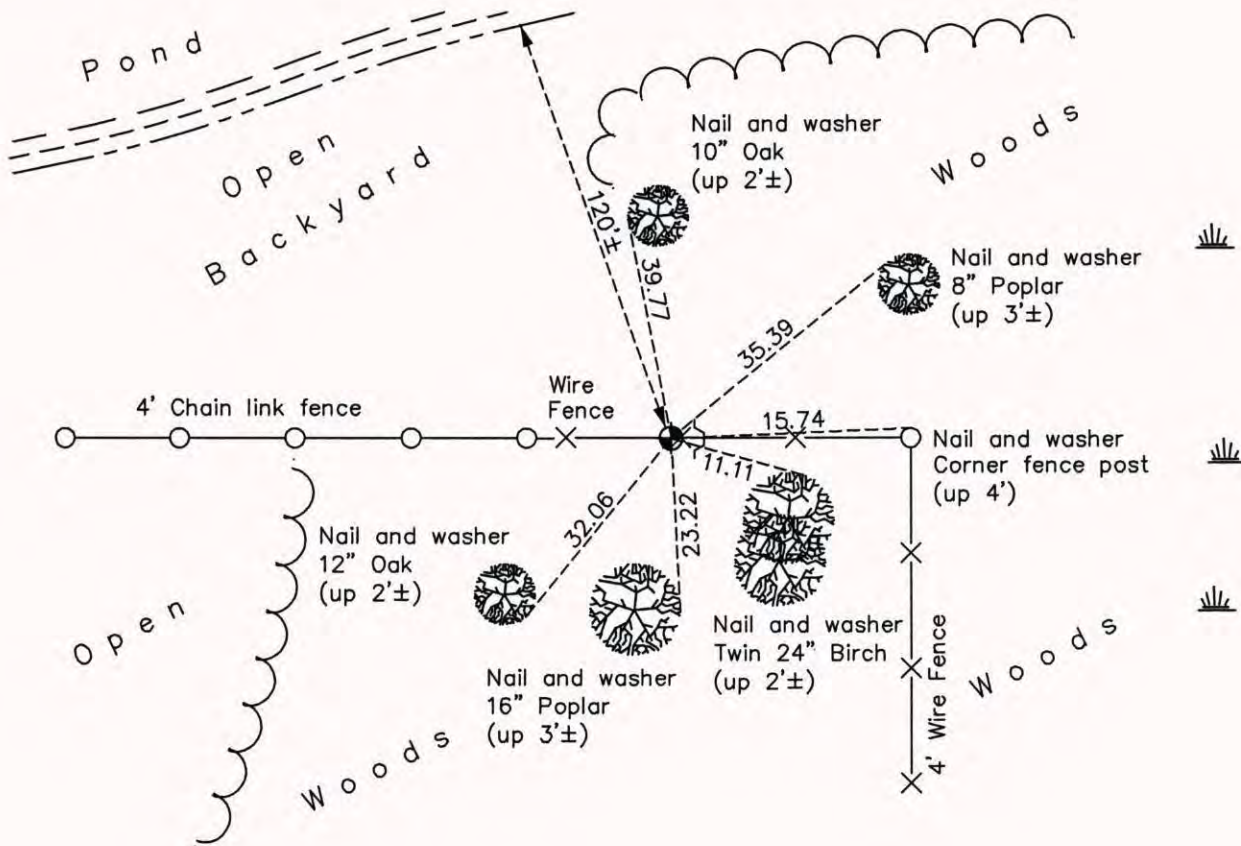 Pond
Open
Backyard
120'±
Nail and washer
10" Oak
(up 2'±)
Woods
39.77
Nail and washer
8" Poplar
(up 3'±)
35.39
4' Chain link fence
Wire
Fence
15.74
Nail and washer
Corner fence post
(up 4')
11.11
32.06
23.22
Nail and washer
12" Oak
(up 2'±)
Open
Nail and washer
Twin 24" Birch
(up 2'±)
Nail and washer
16" Poplar
(up 3'±)
Woods
4' Wire Fence
Woods